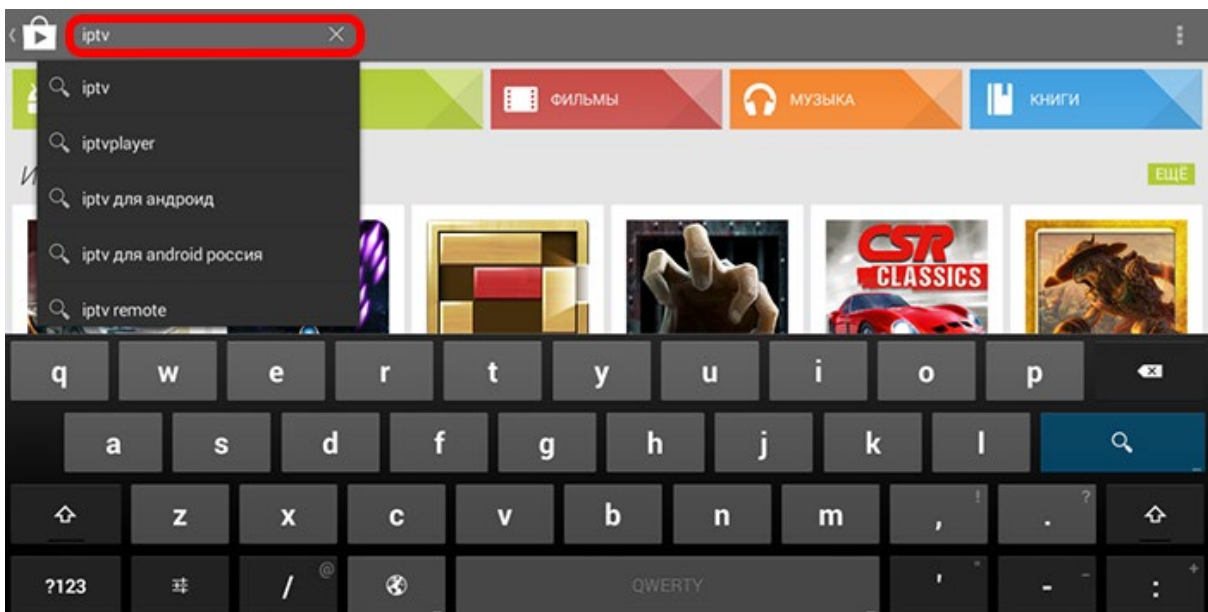 iptv
iptv
iptvplayer
iptv для андроид
iptv для android россия
iptv remote
ФИЛЬМЫ
МУЗЫКА
КНИГИ
ЕЩЁ
CSR
CLASSICS
q w e r t y u i o p
a s d f g h j k l
z x c v b n m , ! . ?
?123 / @ QWERTY ' " - _ : +